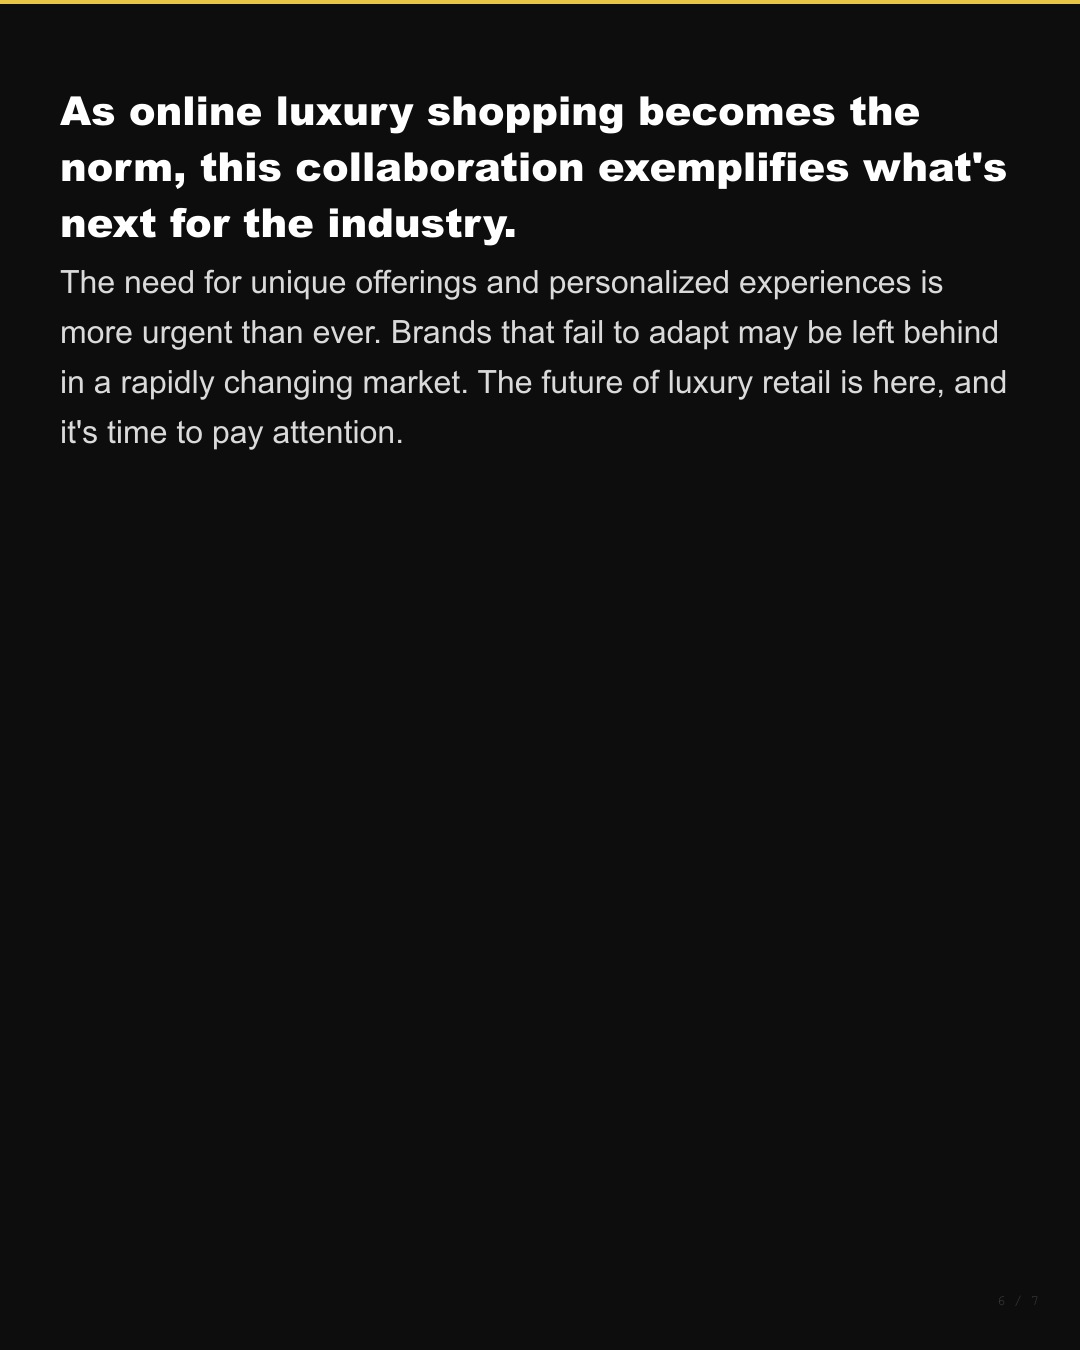 As online luxury shopping becomes the
norm, this collaboration exemplifies what's
next for the industry.
The need for unique offerings and personalized experiences is
more urgent than ever. Brands that fail to adapt may be left behind
in a rapidly changing market. The future of luxury retail is here, and
it's time to pay attention.
6 / 7